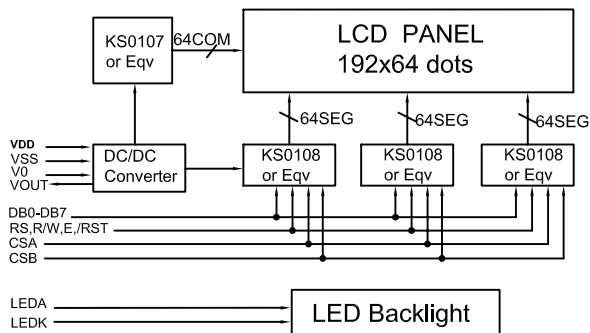 KS0107
or Eqv
64COM
LCD PANEL
192x64 dots
64SEG
64SEG
64SEG
VDD
VSS
V0
VOUT
DC/DC
Converter
KS0108
or Eqv
KS0108
or Eqv
KS0108
or Eqv
DB0-DB7
RS,R/W,E,/RST
CSA
CSB
LEDA
LEDK
LED Backlight